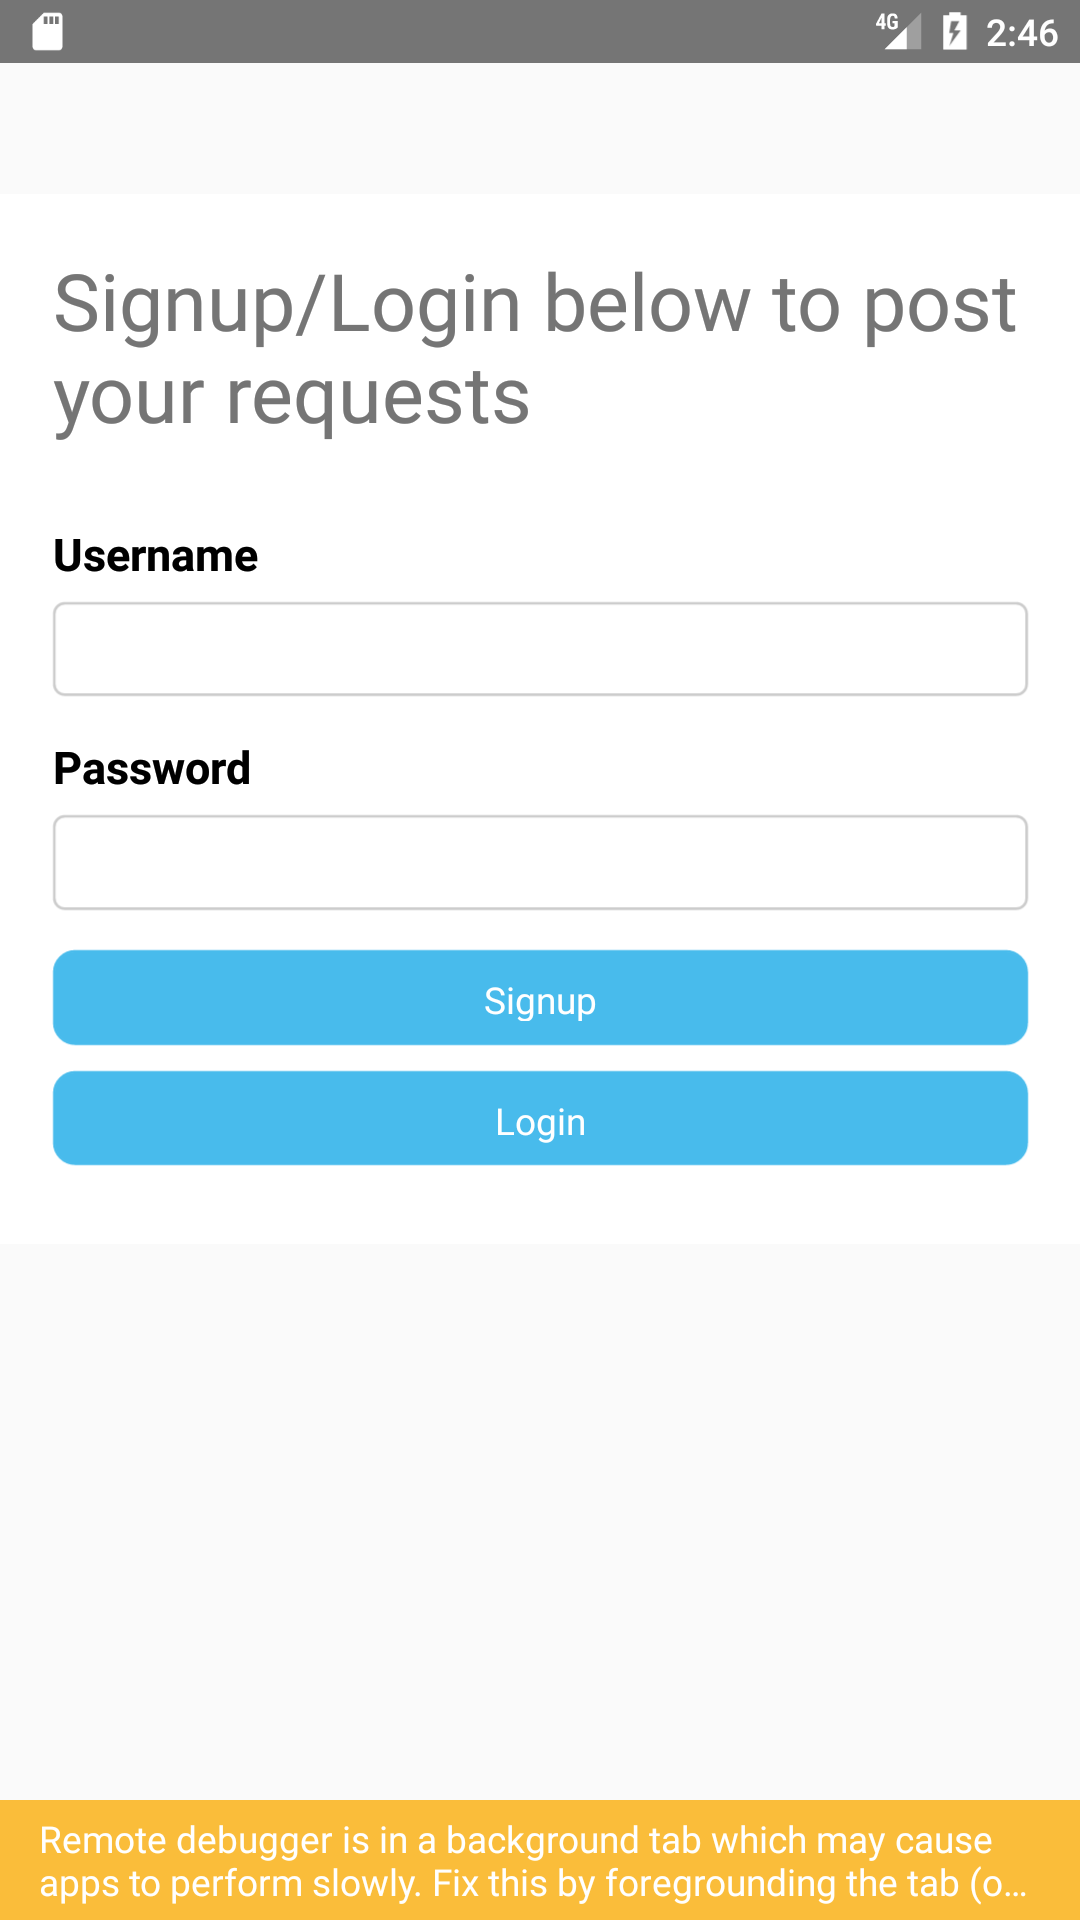 4G 2:46
Signup/Login below to post
your requests
Username
Password
Signup
Login
Remote debugger is in a background tab which may cause
apps to perform slowly. Fix this by foregrounding the tab (o...